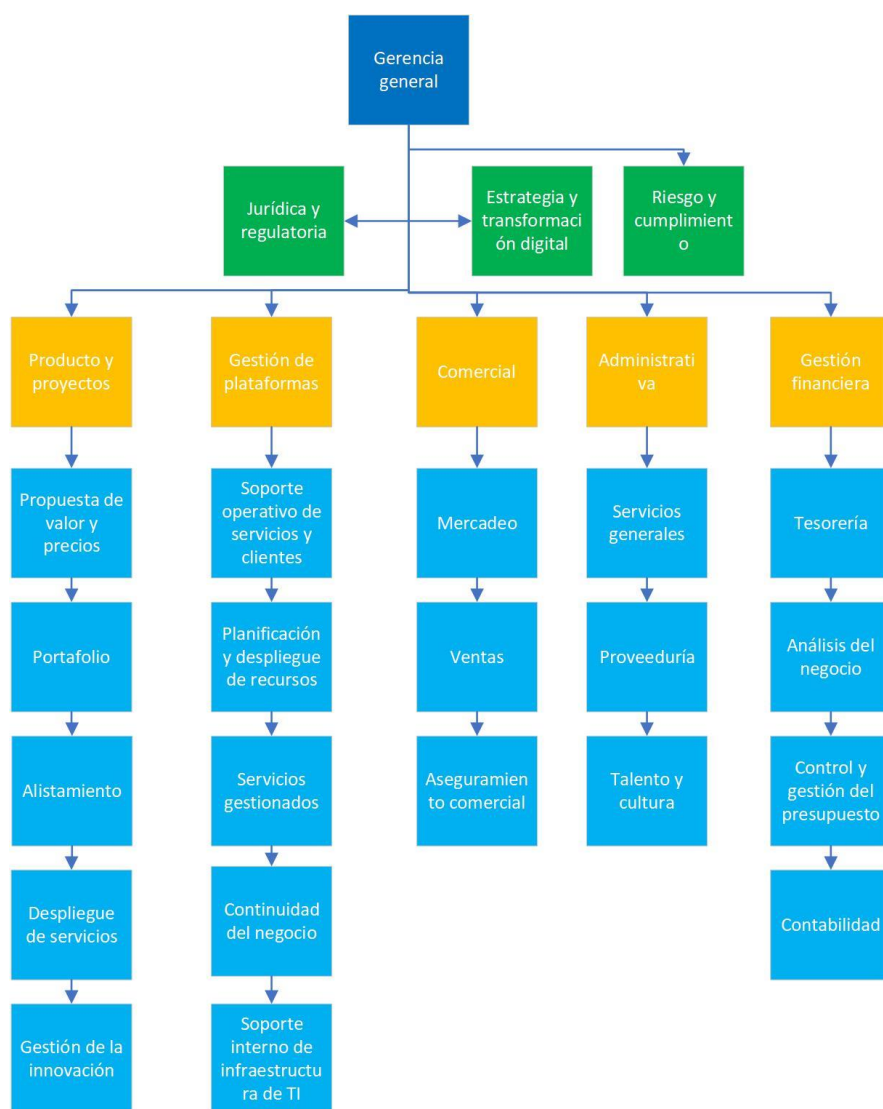 Gerencia
general
Jurídica y
regulatoria
Estrategia y
transformaci
ón digital
Riesgo y
cumplimient
o
Producto y
proyectos
Gestión de
plataformas
Comercial
Administrati
va
Gestión
financiera
Propuesta de
valor y
precios
Soporte
operativo de
servicios y
clientes
Mercadeo
Servicios
generales
Tesorería
Portafolio
Planificación
y despliegue
de recursos
Ventas
Proveeduría
Análisis del
negocio
Alistamiento
Servicios
gestionados
Aseguramie
nto comercial
Talento y
cultura
Control y
gestión del
presupuesto
Despliegue
de servicios
Continuidad
del negocio
Contabilidad
Gestión de la
innovación
Soporte
interno de
infraestructu
ra de TI